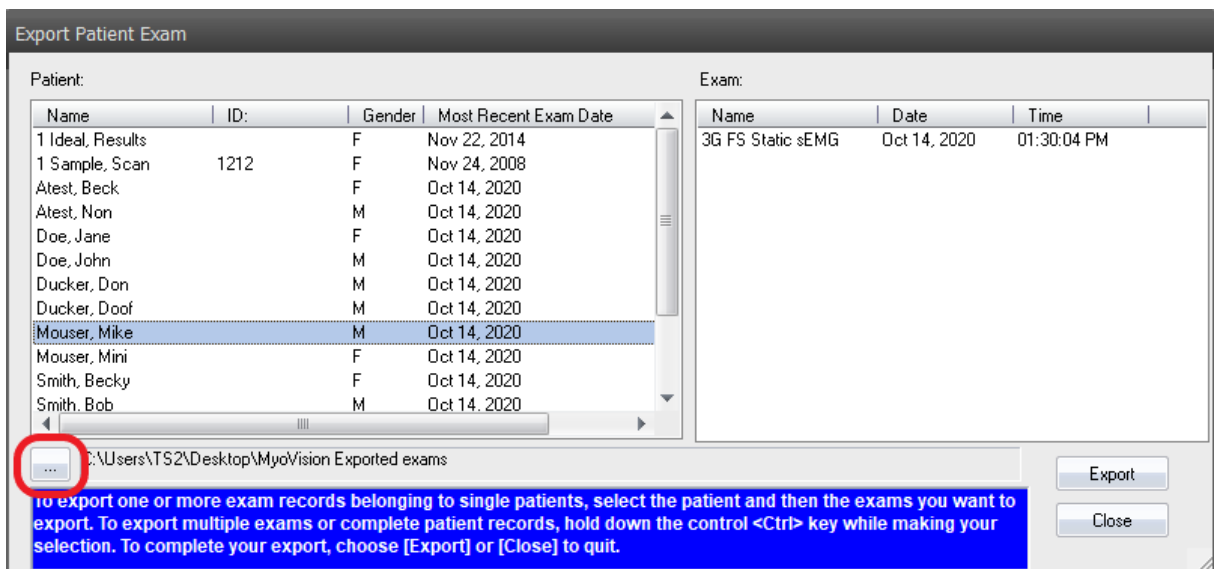 Export Patient Exam
Patient:
Name ID: Gender Most Recent Exam Date
1 Ideal, Results F Nov 22, 2014
1 Sample, Scan 1212 F Nov 24, 2008
Atest, Beck F Oct 14, 2020
Atest, Non M Oct 14, 2020
Doe, Jane F Oct 14, 2020
Doe, John M Oct 14, 2020
Ducker, Don M Oct 14, 2020
Ducker, Doof M Oct 14, 2020
Mouser, Mike M Oct 14, 2020
Mouser, Mini F Oct 14, 2020
Smith, Becky F Oct 14, 2020
Smith, Bob M Oct 14, 2020
Exam:
Name Date Time
3G FS Static sEMG Oct 14, 2020 01:30:04 PM
... C:\Users\TS2\Desktop\MyoVision Exported exams
To export one or more exam records belonging to single patients, select the patient and then the exams you want to
export. To export multiple exams or complete patient records, hold down the control <Ctrl> key while making your
selection. To complete your export, choose [Export] or [Close] to quit.
Export
Close